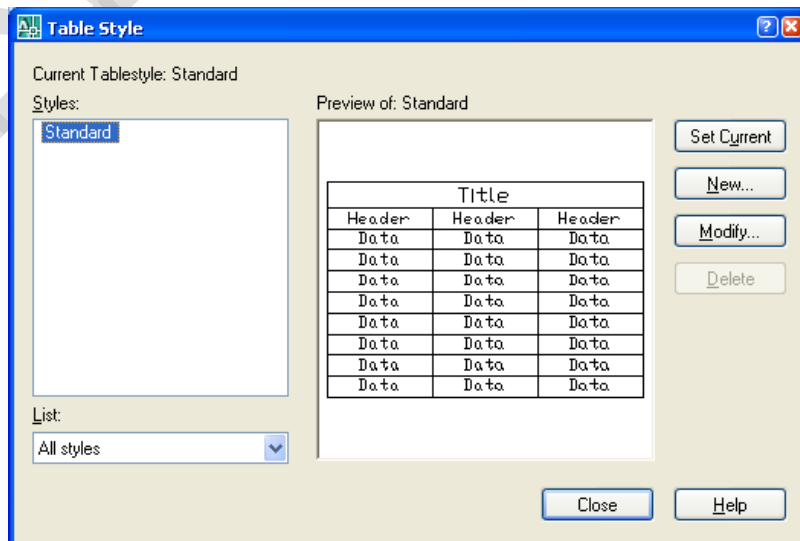 Table Style
Current Tablestyle: Standard
Styles:
Standard
List:
All styles
Preview of: Standard
Title
Header Header Header
Data Data Data
Data Data Data
Data Data Data
Data Data Data
Data Data Data
Data Data Data
Data Data Data
Data Data Data
Set Current
New...
Modify...
Delete
Close
Help